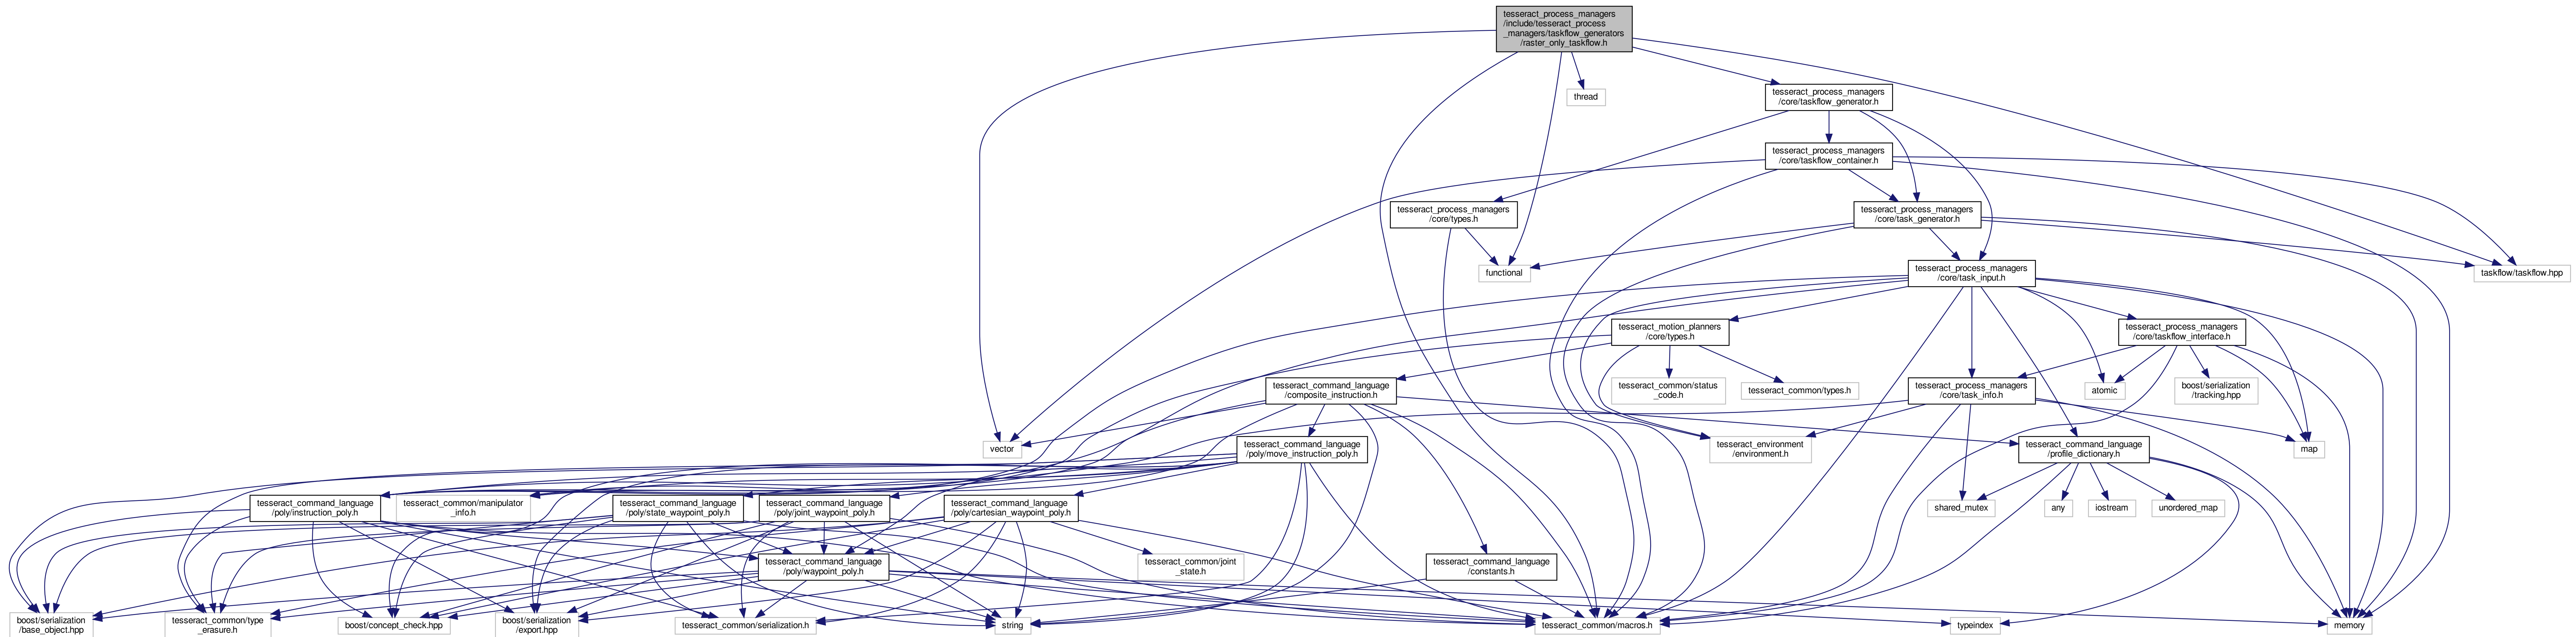 tesseract_process_managers
/include/tesseract_process
_managers/taskflow_generators
/raster_only_taskflow.h
thread
tesseract_process_managers
/core/taskflow_generator.h
tesseract_process_managers
/core/taskflow_container.h
tesseract_process_managers
/core/types.h
tesseract_process_managers
/core/task_generator.h
functional
tesseract_process_managers
/core/task_input.h
taskflow/taskflow.hpp
tesseract_motion_planners
/core/types.h
tesseract_process_managers
/core/taskflow_interface.h
tesseract_command_language
/composite_instruction.h
tesseract_common/status
_code.h
tesseract_common/types.h
tesseract_process_managers
/core/task_info.h
atomic
boost/serialization
/tracking.hpp
vector
tesseract_command_language
/poly/move_instruction_poly.h
tesseract_environment
/environment.h
tesseract_command_language
/profile_dictionary.h
map
tesseract_command_language
/poly/instruction_poly.h
tesseract_common/manipulator
_info.h
tesseract_command_language
/poly/state_waypoint_poly.h
tesseract_command_language
/poly/joint_waypoint_poly.h
tesseract_command_language
/poly/cartesian_waypoint_poly.h
shared_mutex
any
iostream
unordered_map
tesseract_command_language
/poly/waypoint_poly.h
tesseract_common/joint
_state.h
tesseract_command_language
/constants.h
boost/serialization
/base_object.hpp
tesseract_common/type
_erasure.h
boost/concept_check.hpp
boost/serialization
/export.hpp
tesseract_common/serialization.h
string
tesseract_common/macros.h
typeindex
memory